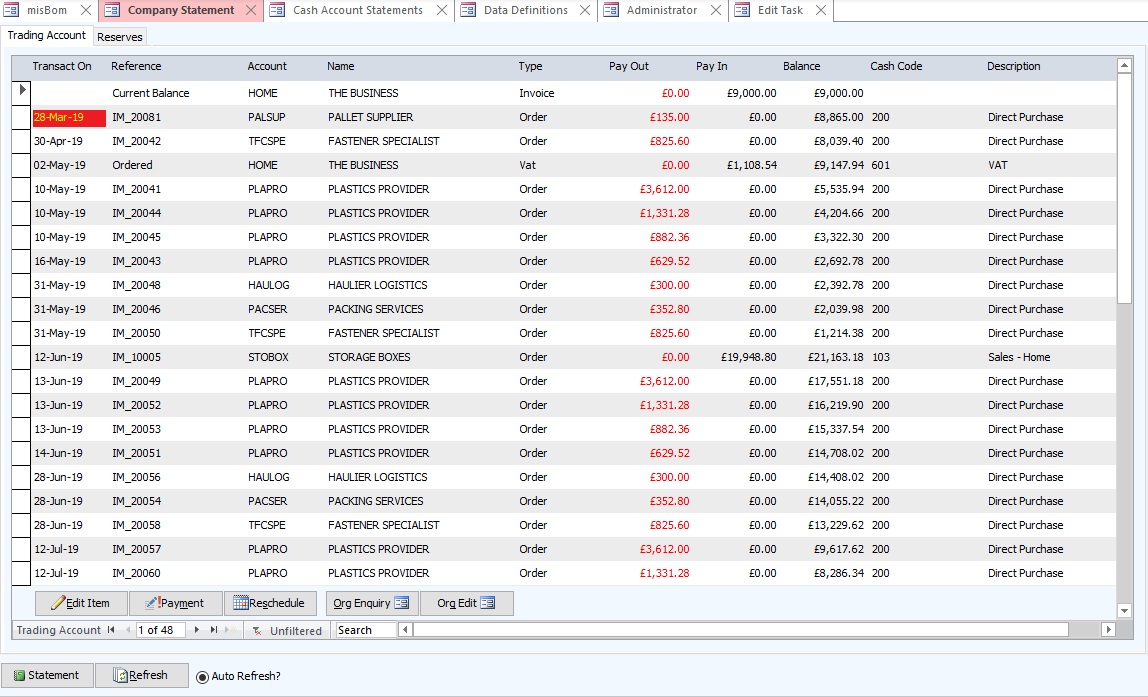 misBom Company Statement Cash Account Statements Data Definitions Administrator Edit Task
Trading Account Reserves
Transact On Reference Account Name Type Pay Out Pay In Balance Cash Code Description
Current Balance HOME THE BUSINESS Invoice £0.00 £9,000.00 £9,000.00
28-Mar-19 IM_20081 PALSUP PALLET SUPPLIER Order £135.00 £0.00 £8,865.00 200 Direct Purchase
30-Apr-19 IM_20042 TFCSPE FASTENER SPECIALIST Order £825.60 £0.00 £8,039.40 200 Direct Purchase
02-May-19 Ordered HOME THE BUSINESS Vat £0.00 £1,108.54 £9,147.94 601 VAT
10-May-19 IM_20041 PLAPRO PLASTICS PROVIDER Order £3,612.00 £0.00 £5,535.94 200 Direct Purchase
10-May-19 IM_20044 PLAPRO PLASTICS PROVIDER Order £1,331.28 £0.00 £4,204.66 200 Direct Purchase
10-May-19 IM_20045 PLAPRO PLASTICS PROVIDER Order £882.36 £0.00 £3,322.30 200 Direct Purchase
16-May-19 IM_20043 PLAPRO PLASTICS PROVIDER Order £629.52 £0.00 £2,692.78 200 Direct Purchase
31-May-19 IM_20048 HAULOG HAULIER LOGISTICS Order £300.00 £0.00 £2,392.78 200 Direct Purchase
31-May-19 IM_20046 PACSER PACKING SERVICES Order £352.80 £0.00 £2,039.98 200 Direct Purchase
31-May-19 IM_20050 TFCSPE FASTENER SPECIALIST Order £825.60 £0.00 £1,214.38 200 Direct Purchase
12-Jun-19 IM_10005 STOBOX STORAGE BOXES Order £0.00 £19,948.80 £21,163.18 103 Sales - Home
13-Jun-19 IM_20049 PLAPRO PLASTICS PROVIDER Order £3,612.00 £0.00 £17,551.18 200 Direct Purchase
13-Jun-19 IM_20052 PLAPRO PLASTICS PROVIDER Order £1,331.28 £0.00 £16,219.90 200 Direct Purchase
13-Jun-19 IM_20053 PLAPRO PLASTICS PROVIDER Order £882.36 £0.00 £15,337.54 200 Direct Purchase
14-Jun-19 IM_20051 PLAPRO PLASTICS PROVIDER Order £629.52 £0.00 £14,708.02 200 Direct Purchase
28-Jun-19 IM_20056 HAULOG HAULIER LOGISTICS Order £300.00 £0.00 £14,408.02 200 Direct Purchase
28-Jun-19 IM_20054 PACSER PACKING SERVICES Order £352.80 £0.00 £14,055.22 200 Direct Purchase
28-Jun-19 IM_20058 TFCSPE FASTENER SPECIALIST Order £825.60 £0.00 £13,229.62 200 Direct Purchase
12-Jul-19 IM_20057 PLAPRO PLASTICS PROVIDER Order £3,612.00 £0.00 £9,617.62 200 Direct Purchase
12-Jul-19 IM_20060 PLAPRO PLASTICS PROVIDER Order £1,331.28 £0.00 £8,286.34 200 Direct Purchase
Edit Item Payment Reschedule Org Enquiry Org Edit
Trading Account 1 of 48 Unfiltered Search
Statement Refresh Auto Refresh?